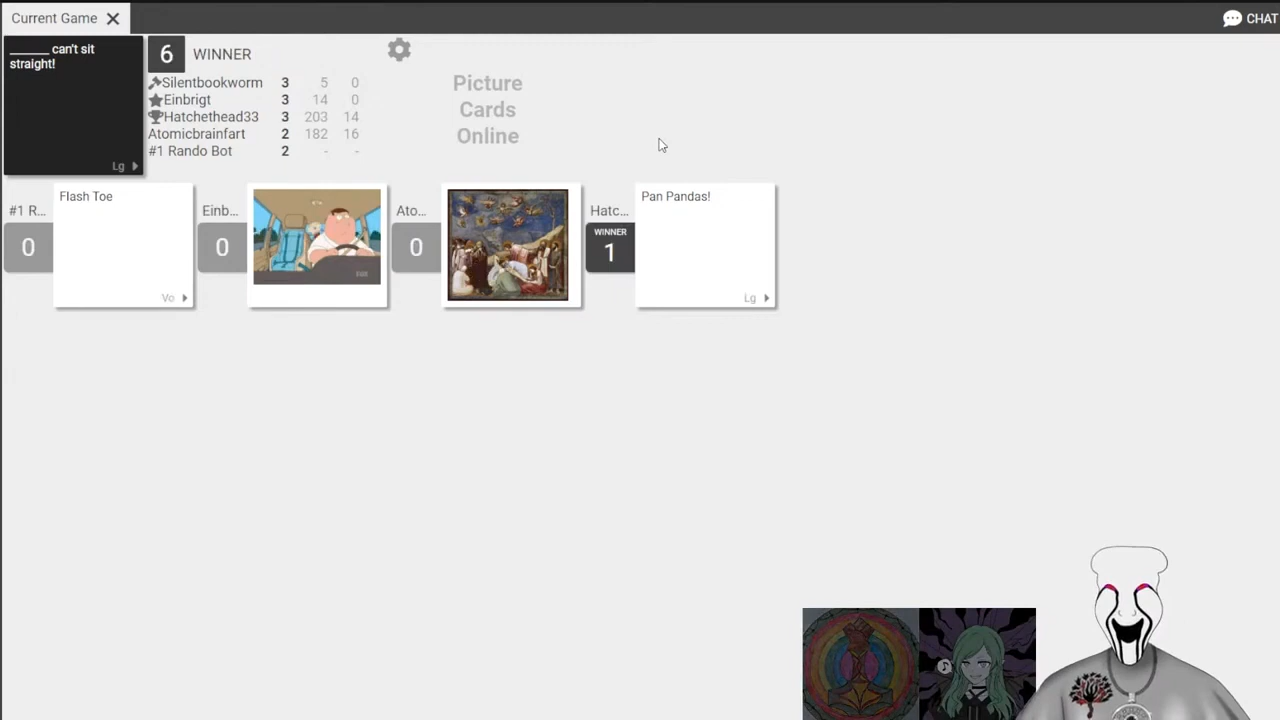 Current Game
CHAT
______ can't sit
straight!
Lg
6 WINNER
Silentbookworm 3 5 0
Einbrigt 3 14 0
Hatchethead33 3 203 14
Atomicbrainfart 2 182 16
#1 Rando Bot 2 - -
Picture
Cards
Online
#1 R...
0
Flash Toe
Vo
Einb...
0
Ato...
0
Hatc...
WINNER
1
Pan Pandas!
Lg